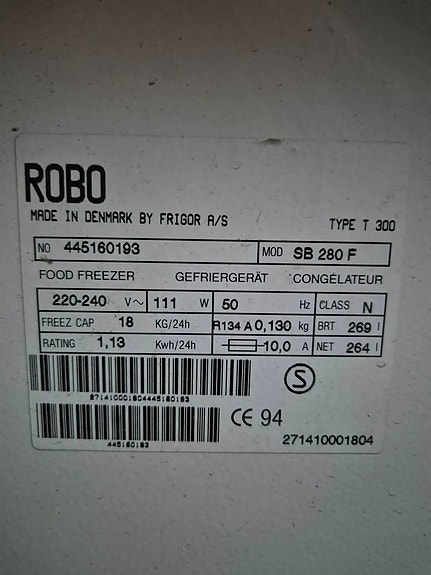 ROBO
MADE IN DENMARK BY FRIGOR A/S TYPE T 300
NO 445160193 MOD SB 280 F
FOOD FREEZER GEFRIERGERÄT CONGÉLATEUR
220-240 V~ 111 W 50 Hz CLASS N
FREEZ CAP 18 KG/24h R134 A 0,130 kg BRT 269 l
RATING 1,13 Kwh/24h 10,0 A NET 264 l
271410001804445160193
S
CE 94
445160193
271410001804